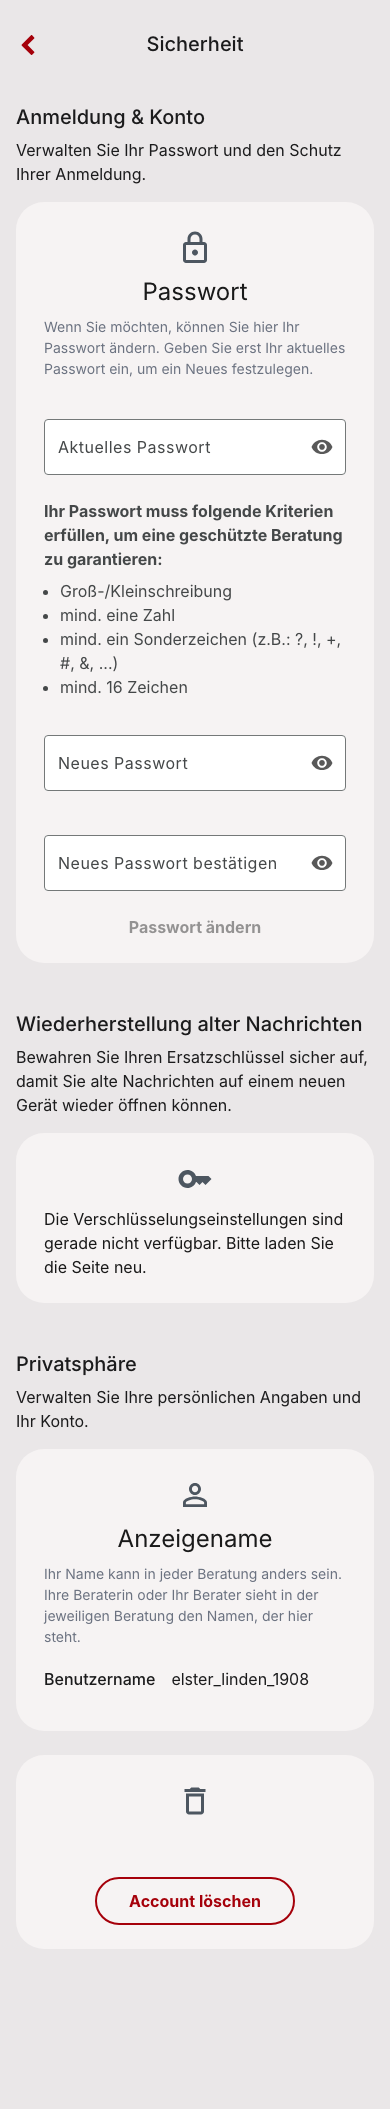 Sicherheit
Anmeldung & Konto
Verwalten Sie Ihr Passwort und den Schutz
Ihrer Anmeldung.
Passwort
Wenn Sie möchten, können Sie hier Ihr
Passwort ändern. Geben Sie erst Ihr aktuelles
Passwort ein, um ein Neues festzulegen.
Aktuelles Passwort
Ihr Passwort muss folgende Kriterien
erfüllen, um eine geschützte Beratung
zu garantieren:
• Groß-/Kleinschreibung
• mind. eine Zahl
• mind. ein Sonderzeichen (z.B.: ?, !, +,
#, &, ...)
• mind. 16 Zeichen
Neues Passwort
Neues Passwort bestätigen
Passwort ändern
Wiederherstellung alter Nachrichten
Bewahren Sie Ihren Ersatzschlüssel sicher auf,
damit Sie alte Nachrichten auf einem neuen
Gerät wieder öffnen können.
Die Verschlüsselungseinstellungen sind
gerade nicht verfügbar. Bitte laden Sie
die Seite neu.
Privatsphäre
Verwalten Sie Ihre persönlichen Angaben und
Ihr Konto.
Anzeigename
Ihr Name kann in jeder Beratung anders sein.
Ihre Beraterin oder Ihr Berater sieht in der
jeweiligen Beratung den Namen, der hier
steht.
Benutzername elster_linden_1908
Account löschen